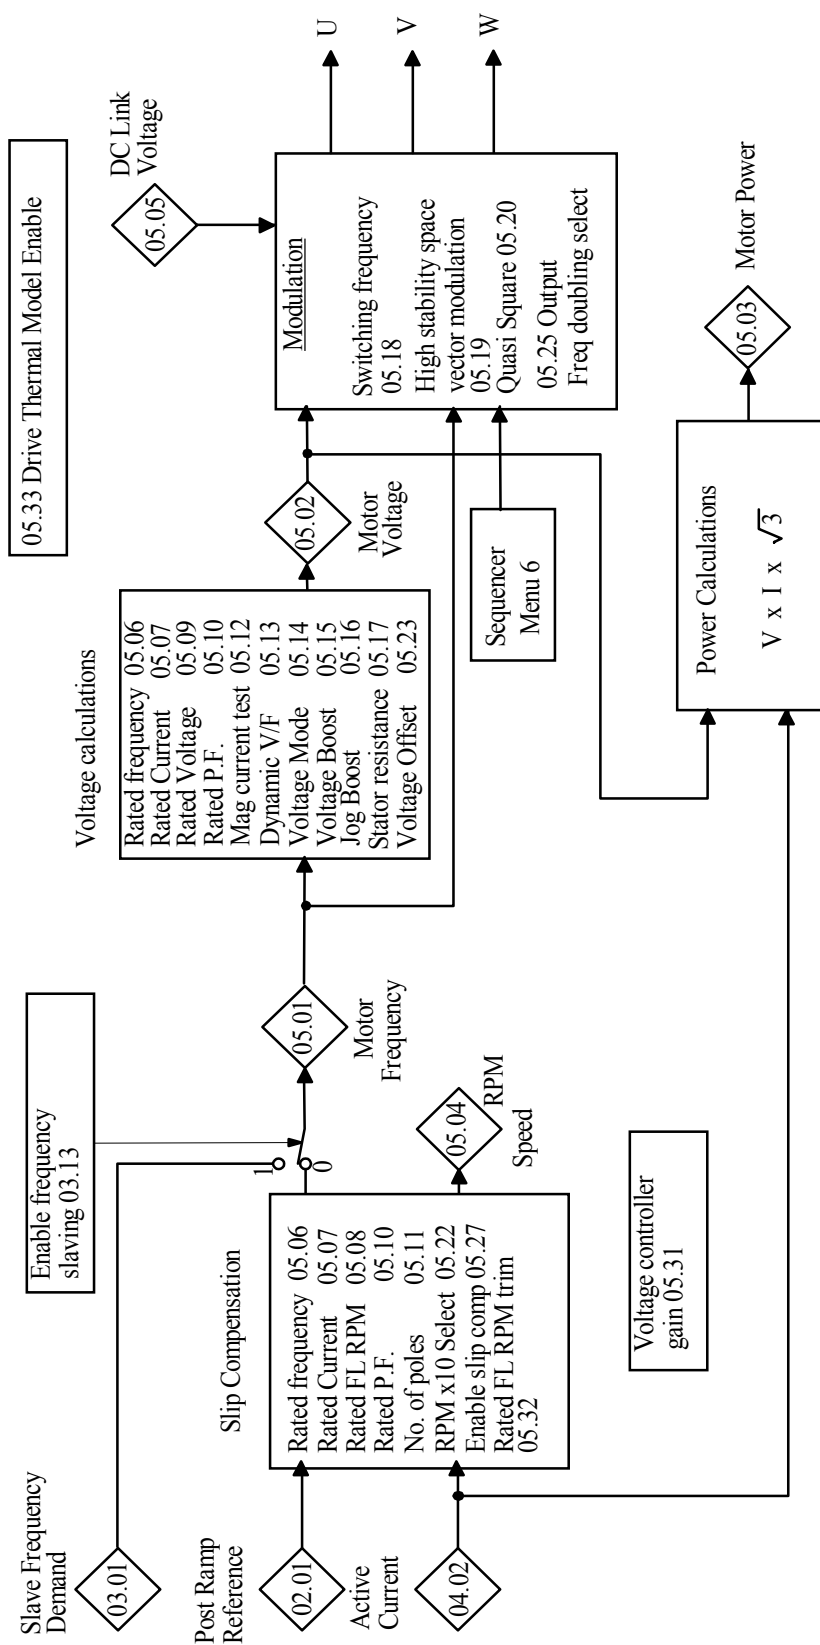 Slave Frequency
Demand
03.01
Post Ramp
Reference
02.01
Active
Current
04.02
Slip Compensation
Rated frequency 05.06
Rated Current 05.07
Rated FL RPM 05.08
Rated P.F. 05.10
No. of poles 05.11
RPM x10 Select 05.22
Enable slip comp 05.27
Rated FL RPM trim
05.32
Enable frequency
slaving 03.13
1
0
05.04
RPM
Speed
Voltage controller
gain 05.31
05.01
Motor
Frequency
Voltage calculations
Rated frequency 05.06
Rated Current 05.07
Rated Voltage 05.09
Rated P.F. 05.10
Mag current test 05.12
Dynamic V/F 05.13
Voltage Mode 05.14
Voltage Boost 05.15
Jog Boost 05.16
Stator resistance 05.17
Voltage Offset 05.23
05.02
Motor
Voltage
Sequencer
Menu 6
05.33 Drive Thermal Model Enable
05.05
DC Link
Voltage
Modulation
Switching frequency
05.18
High stability space
vector modulation
05.19
Quasi Square 05.20
05.25 Output
Freq doubling select
U
V
W
Power Calculations
V x I x √3
05.03
Motor Power